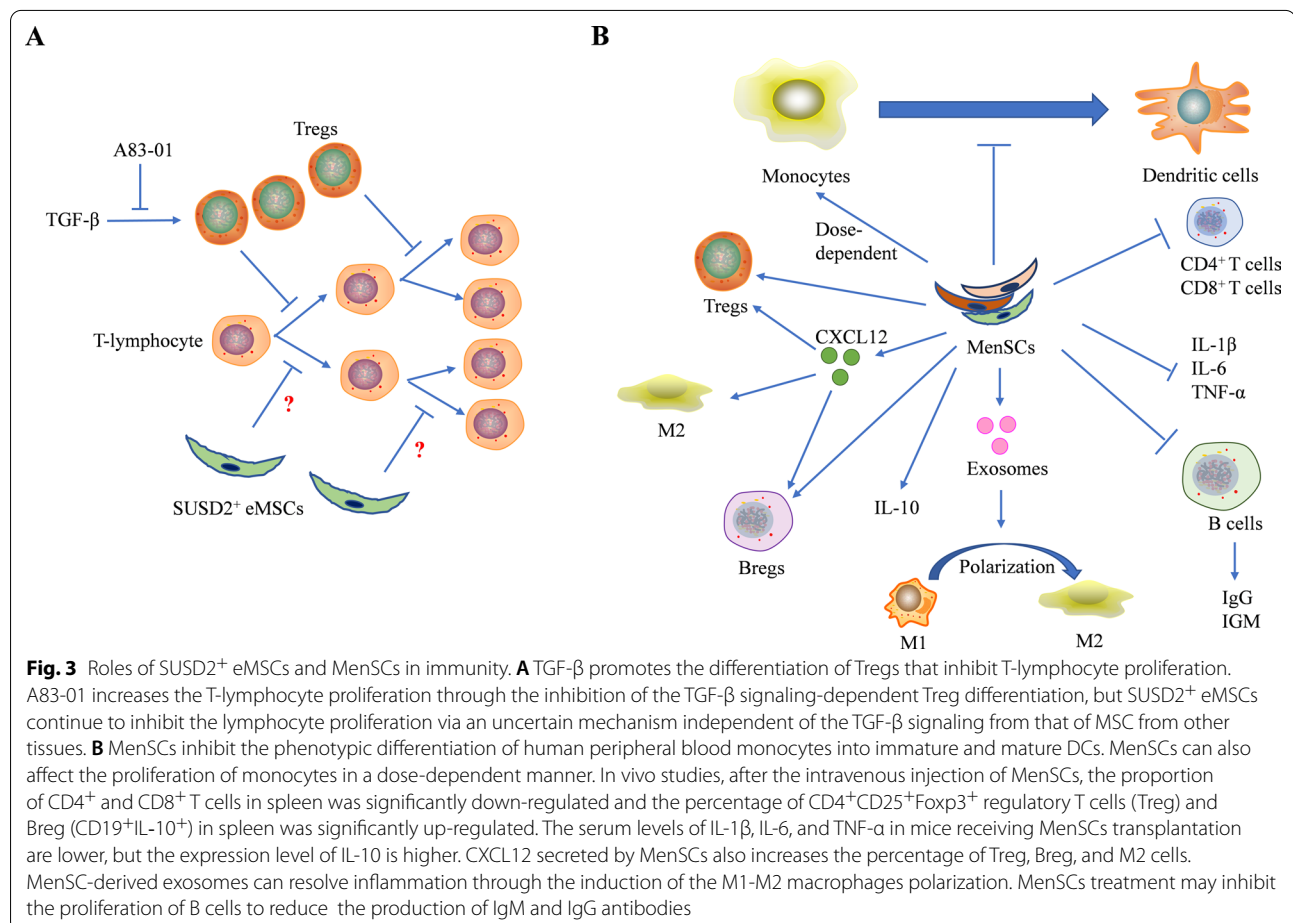 A
B
Tregs
A83-01
TGF-β
T-lymphocyte
?
?
SUSD2+ eMSCs
Monocytes
Dendritic cells
Dose-
dependent
CD4+ T cells
CD8+ T cells
Tregs
CXCL12
MenSCs
IL-1β
IL-6
TNF-α
M2
Exosomes
IL-10
B cells
Bregs
Polarization
IgG
IGM
M1
M2
Fig. 3 Roles of SUSD2+ eMSCs and MenSCs in immunity. A TGF-β promotes the differentiation of Tregs that inhibit T-lymphocyte proliferation.
A83-01 increases the T-lymphocyte proliferation through the inhibition of the TGF-β signaling-dependent Treg differentiation, but SUSD2+ eMSCs
continue to inhibit the lymphocyte proliferation via an uncertain mechanism independent of the TGF-β signaling from that of MSC from other
tissues. B MenSCs inhibit the phenotypic differentiation of human peripheral blood monocytes into immature and mature DCs. MenSCs can also
affect the proliferation of monocytes in a dose-dependent manner. In vivo studies, after the intravenous injection of MenSCs, the proportion
of CD4+ and CD8+ T cells in spleen was significantly down-regulated and the percentage of CD4+CD25+Foxp3+ regulatory T cells (Treg) and
Breg (CD19+IL-10+) in spleen was significantly up-regulated. The serum levels of IL-1β, IL-6, and TNF-α in mice receiving MenSCs transplantation
are lower, but the expression level of IL-10 is higher. CXCL12 secreted by MenSCs also increases the percentage of Treg, Breg, and M2 cells.
MenSC-derived exosomes can resolve inflammation through the induction of the M1-M2 macrophages polarization. MenSCs treatment may inhibit
the proliferation of B cells to reduce the production of IgM and IgG antibodies